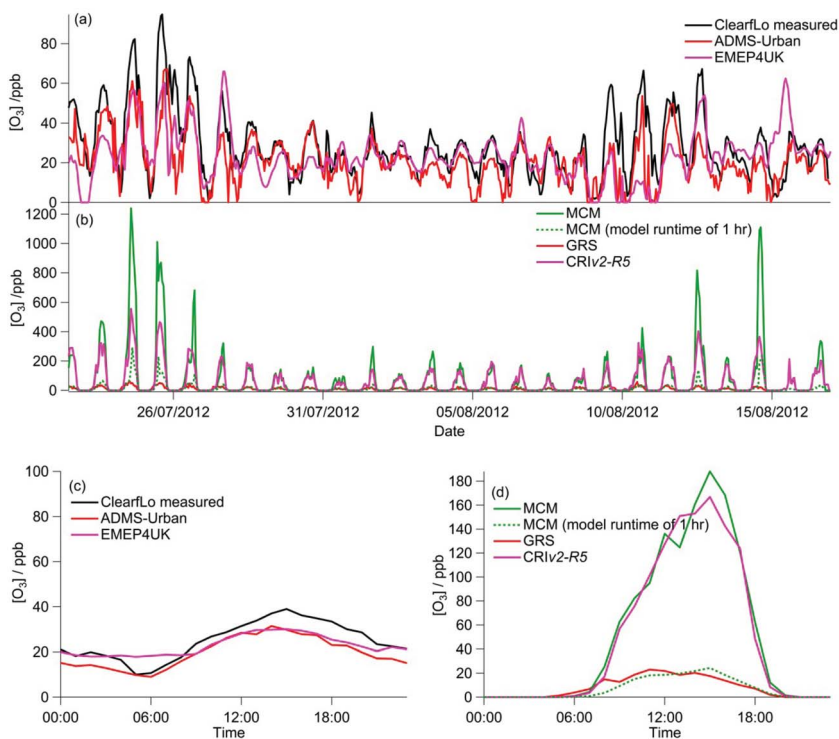 (a)
ClearfLo measured
ADMS-Urban
EMEP4UK
[O3] /ppb
80
60
40
20
0
(b)
MCM
MCM (model runtime of 1 hr)
GRS
CRIv2-R5
[O3] /ppb
1200
1000
800
600
400
200
0
26/07/2012 31/07/2012 05/08/2012 10/08/2012 15/08/2012
Date
(c)
ClearfLo measured
ADMS-Urban
EMEP4UK
[O3] / ppb
100
80
60
40
20
0
00:00 06:00 12:00 18:00
Time
(d)
MCM
MCM (model runtime of 1 hr)
GRS
CRIv2-R5
[O3] / ppb
180
160
140
120
100
80
60
40
20
0
00:00 06:00 12:00 18:00
Time